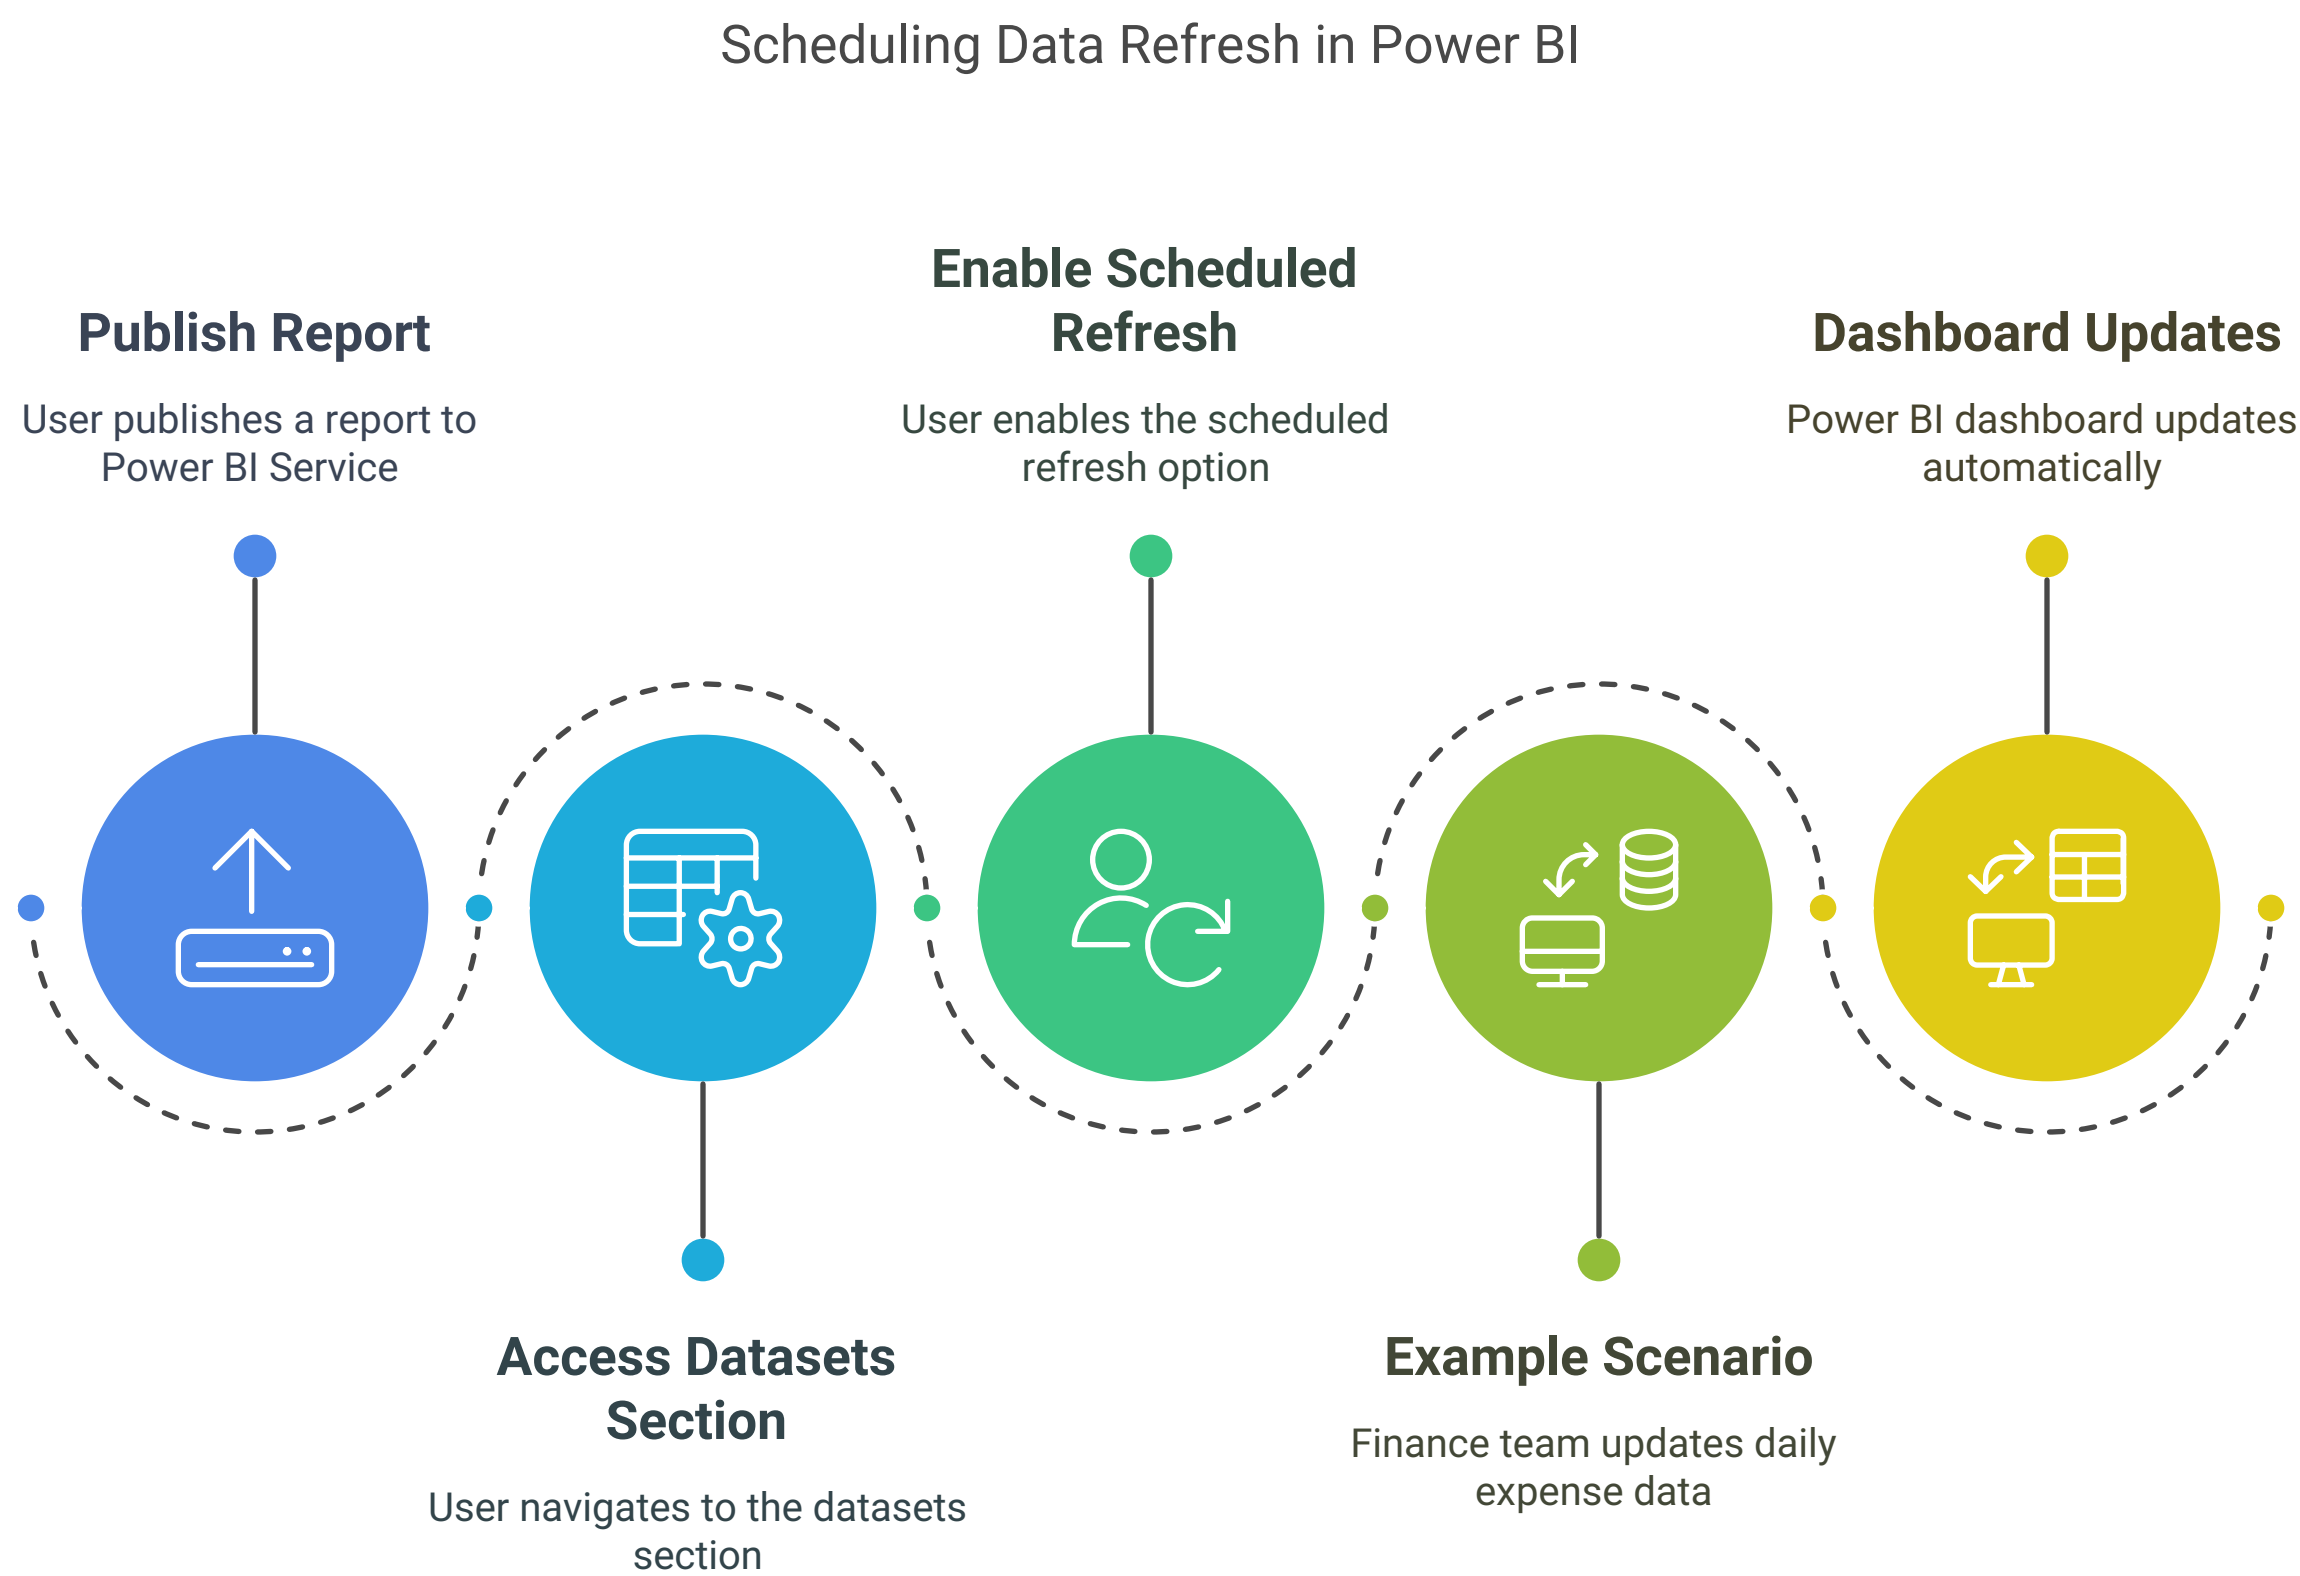 Scheduling Data Refresh in Power BI
Publish Report
User publishes a report to
Power BI Service
Access Datasets
Section
User navigates to the datasets
section
Enable Scheduled
Refresh
User enables the scheduled
refresh option
Example Scenario
Finance team updates daily
expense data
Dashboard Updates
Power BI dashboard updates
automatically